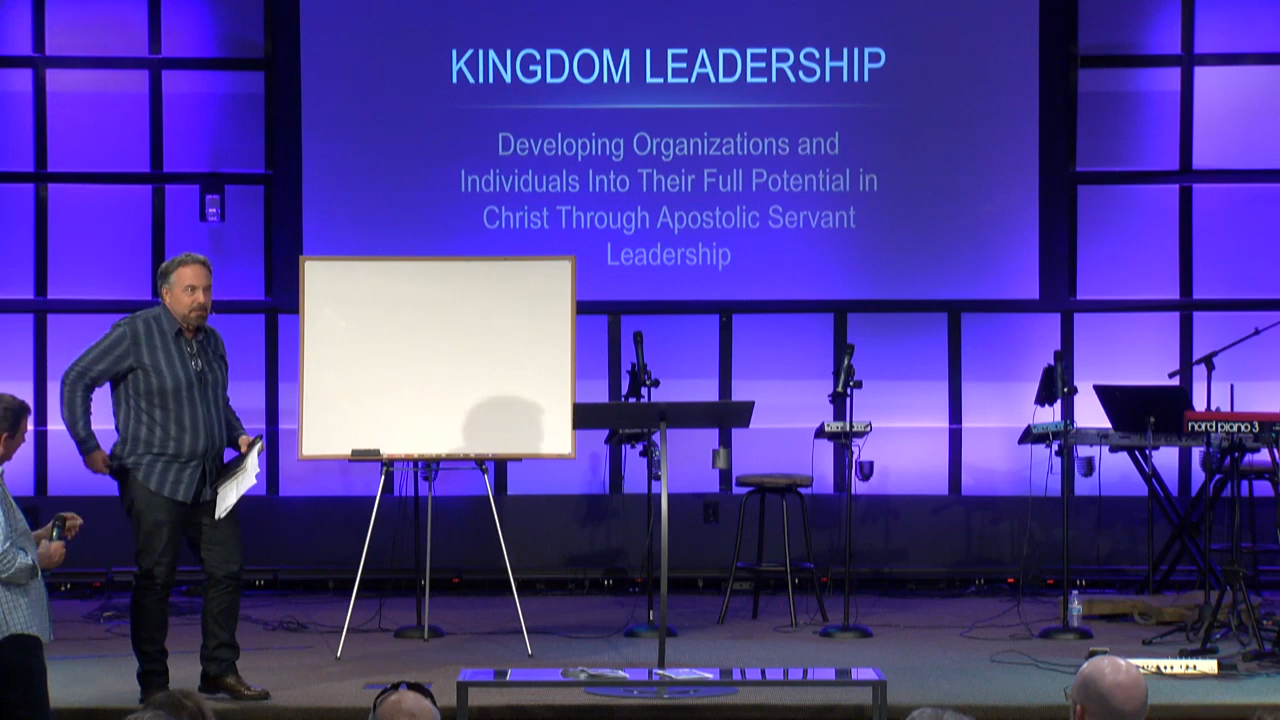 KINGDOM LEADERSHIP
Developing Organizations and
Individuals Into Their Full Potential in
Christ Through Apostolic Servant
Leadership
nord piano 3